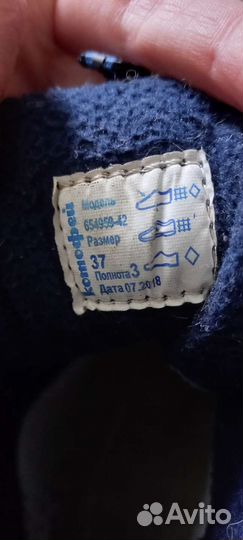 котофей
Модель
654959-42
Размер
37
Полнота 3
Дата 07.2018
Avito